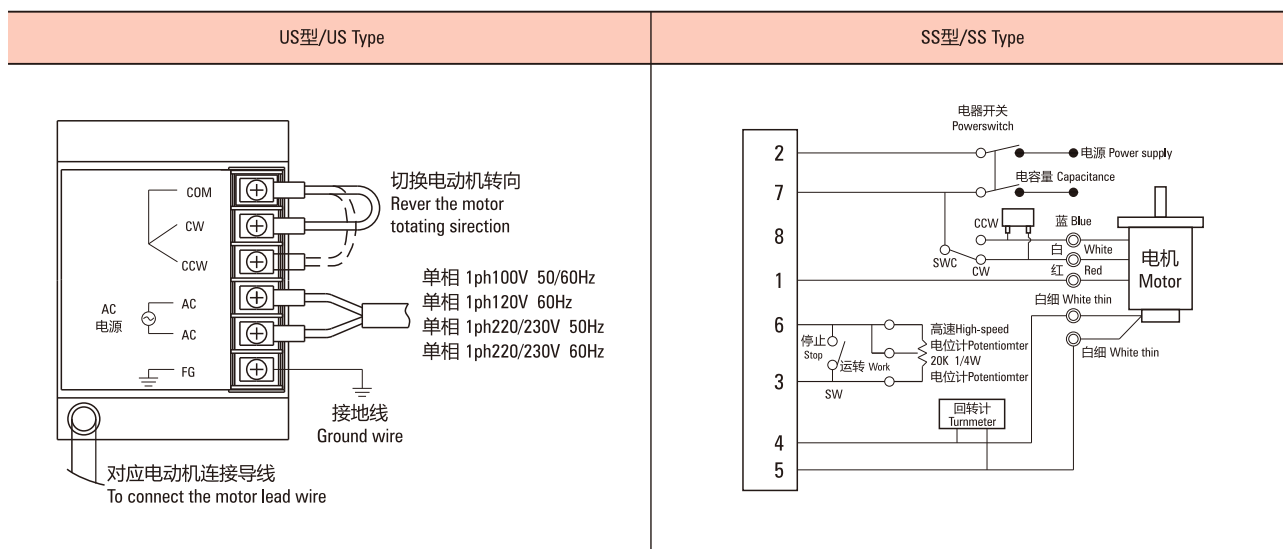 US型/US Type
SS型/SS Type
COM
CW
CCW
AC
电源
AC
AC
FG
切换电动机转向
Rever the motor
totating sirection
单相 1ph100V 50/60Hz
单相 1ph120V 60Hz
单相 1ph220/230V 50Hz
单相 1ph220/230V 60Hz
接地线
Ground wire
对应电动机连接导线
To connect the motor lead wire
电器开关
Powerswitch
2
电源 Power supply
7
电容量 Capacitance
8
CCW
蓝 Blue
白 White
SWC
CW
1
红 Red
电机
Motor
白细 White thin
6
停止
Stop
运转 Work
高速High-speed
电位计Potentiomter
20K 1/4W
电位计Potentiomter
白细 White thin
3
SW
回转计
Turnmeter
4
5